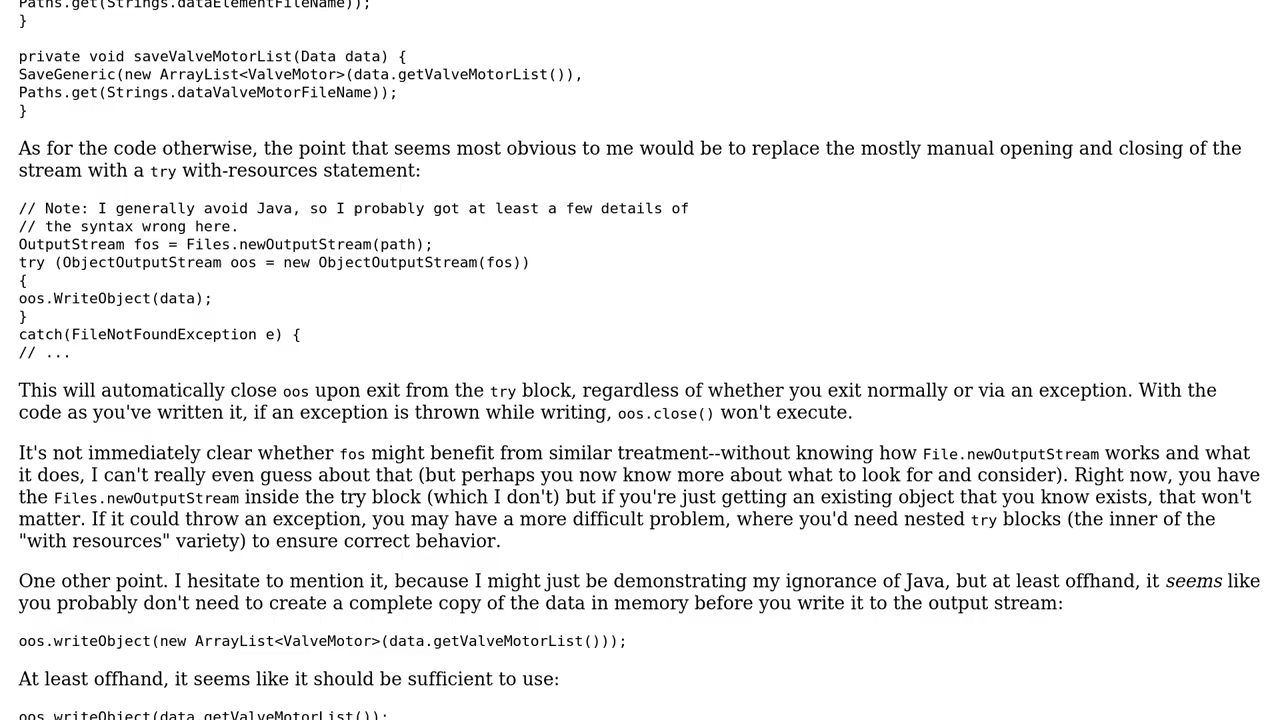 Paths.get(Strings.dataElementFileName));
}
private void saveValveMotorList(Data data) {
SaveGeneric(new ArrayList<ValveMotor>(data.getValveMotorList()),
Paths.get(Strings.dataValveMotorFileName));
}
As for the code otherwise, the point that seems most obvious to me would be to replace the mostly manual opening and closing of the
stream with a try with-resources statement:
// Note: I generally avoid Java, so I probably got at least a few details of
// the syntax wrong here.
OutputStream fos = Files.newOutputStream(path);
try (ObjectOutputStream oos = new ObjectOutputStream(fos))
{
oos.WriteObject(data);
}
catch(FileNotFoundException e) {
// ...
This will automatically close oos upon exit from the try block, regardless of whether you exit normally or via an exception. With the
code as you've written it, if an exception is thrown while writing, oos.close() won't execute.
It's not immediately clear whether fos might benefit from similar treatment--without knowing how File.newOutputStream works and what
it does, I can't really even guess about that (but perhaps you now know more about what to look for and consider). Right now, you have
the Files.newOutputStream inside the try block (which I don't) but if you're just getting an existing object that you know exists, that won't
matter. If it could throw an exception, you may have a more difficult problem, where you'd need nested try blocks (the inner of the
"with resources" variety) to ensure correct behavior.
One other point. I hesitate to mention it, because I might just be demonstrating my ignorance of Java, but at least offhand, it seems like
you probably don't need to create a complete copy of the data in memory before you write it to the output stream:
oos.writeObject(new ArrayList<ValveMotor>(data.getValveMotorList()));
At least offhand, it seems like it should be sufficient to use:
oos.writeObject(data.getValveMotorList());